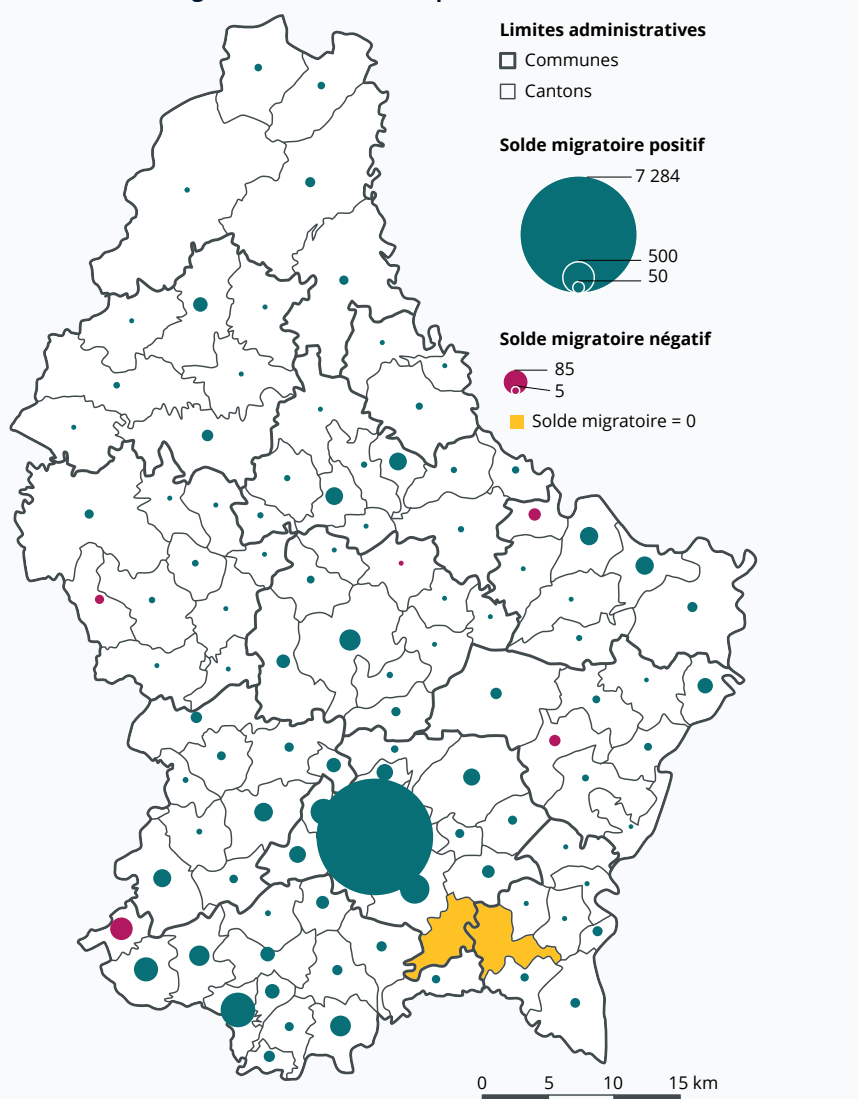 Limites administratives
Communes
Cantons
Solde migratoire positif
7 284
500
50
Solde migratoire négatif
85
5
Solde migratoire = 0
0 5 10 15 km